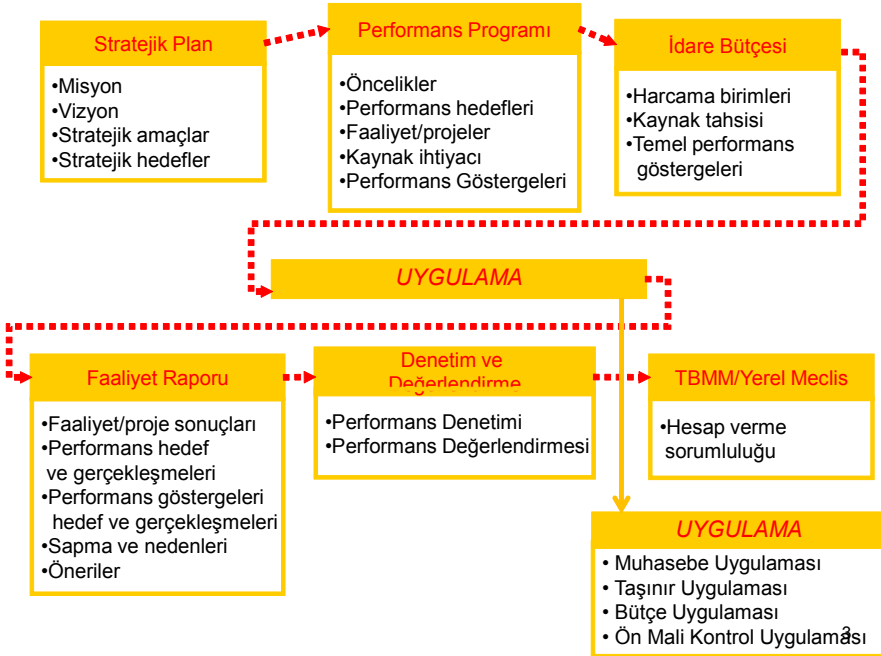 Stratejik Plan
•Misyon
•Vizyon
•Stratejik amaçlar
•Stratejik hedefler
Performans Programı
•Öncelikler
•Performans hedefleri
•Faaliyet/projeler
•Kaynak ihtiyacı
•Performans Göstergeleri
İdare Bütçesi
•Harcama birimleri
•Kaynak tahsisi
•Temel performans
göstergeleri
UYGULAMA
Faaliyet Raporu
•Faaliyet/proje sonuçları
•Performans hedef
ve gerçekleşmeleri
•Performans göstergeleri
hedef ve gerçekleşmeleri
•Sapma ve nedenleri
•Öneriler
Denetim ve
Değerlendirme
•Performans Denetimi
•Performans Değerlendirmesi
TBMM/Yerel Meclis
•Hesap verme
sorumluluğu
UYGULAMA
• Muhasebe Uygulaması
• Taşınır Uygulaması
• Bütçe Uygulaması
• Ön Mali Kontrol Uygulaması
3